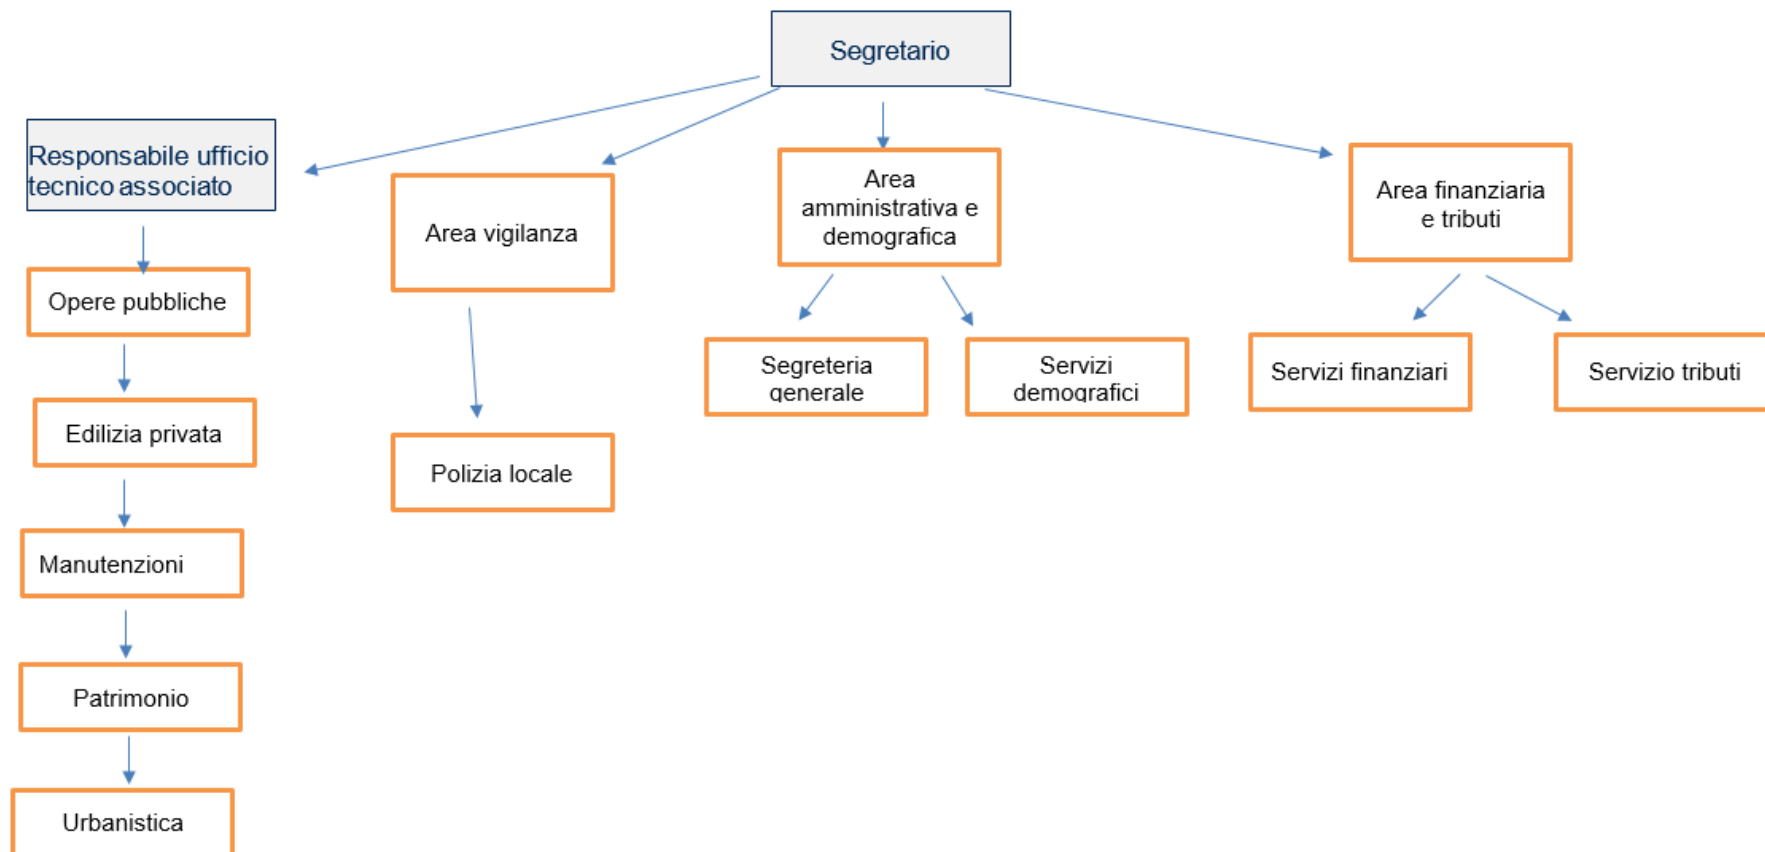 Segretario
Responsabile ufficio
tecnico associato
Area vigilanza
Area
amministrativa e
demografica
Area finanziaria
e tributi
Opere pubbliche
Segreteria
generale
Servizi
demografici
Servizi finanziari
Servizio tributi
Edilizia privata
Polizia locale
Manutenzioni
Patrimonio
Urbanistica